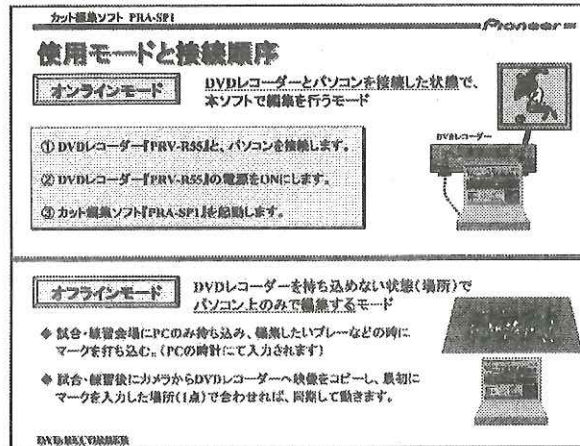 カット編集ソフト PRA-SP1
Pioneer
使用モードと接続順序
オンラインモード
DVDレコーダーとパソコンを接続した状態で、
本ソフトで編集を行うモード
DVDレコーダー
① DVDレコーダー『PRV-R55』と、パソコンを接続します。
② DVDレコーダー『PRV-R55』の電源をONにします。
③ カット編集ソフト『PRA-SP1』を起動します。
オフラインモード
DVDレコーダーを持ち込めない状態(場所)で
パソコン上のみで編集するモード
◆ 試合・練習会場にPCのみ持ち込み、編集したいプレーなどの時に
マークを打ち込む。(PCの時計にて入力されます)
◆ 試合・練習後にカメラからDVDレコーダーへ映像をコピーし、最初に
マークを入力した場所(1点)で合わせれば、同期して動きます。
DVD RECORDER